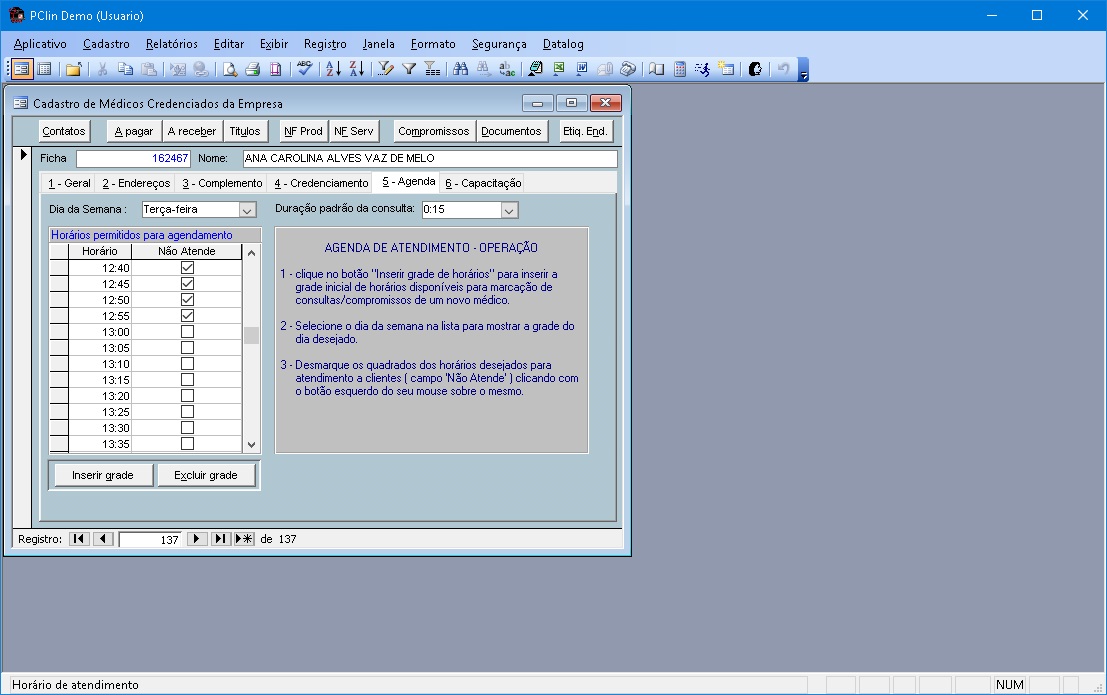 PClin Demo (Usuario)
Aplicativo Cadastro Relatórios Editar Exibir Registro Janela Formato Segurança Datalog
Cadastro de Médicos Credenciados da Empresa
Contatos A pagar A receber Titulos NF Prod NF Serv Compromissos Documentos Etiq. End.
Ficha 162467 Nome: ANA CAROLINA ALVES VAZ DE MELO
1 - Geral 2 - Endereços 3 - Complemento 4 - Credenciamento 5 - Agenda 6 - Capacitação
Dia da Semana : Terça-feira Duração padrão da consulta: 0:15
Horários permitidos para agendamento
Horário Não Atende
12:40
12:45
12:50
12:55
13:00
13:05
13:10
13:15
13:20
13:25
13:30
13:35
Inserir grade Excluir grade
AGENDA DE ATENDIMENTO - OPERAÇÃO
1 - clique no botão "Inserir grade de horários" para inserir a
grade inicial de horários disponíveis para marcação de
consultas/compromissos de um novo médico.
2 - Selecione o dia da semana na lista para mostrar a grade do
dia desejado.
3 - Desmarque os quadrados dos horários desejados para
atendimento a clientes ( campo 'Não Atende' ) clicando com
o botão esquerdo do seu mouse sobre o mesmo.
Registro: 137 de 137
Horário de atendimento NUM